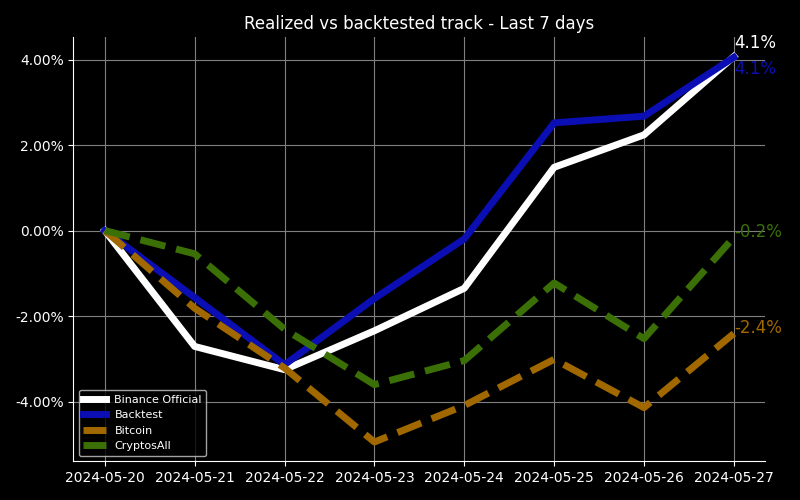 Realized vs backtested track - Last 7 days
4.1%
4.1%
4.00%
2.00%
0.00%
-0.2%
-2.00%
-2.4%
-4.00%
Binance Official
Backtest
Bitcoin
CryptosAll
2024-05-20 2024-05-21 2024-05-22 2024-05-23 2024-05-24 2024-05-25 2024-05-26 2024-05-27